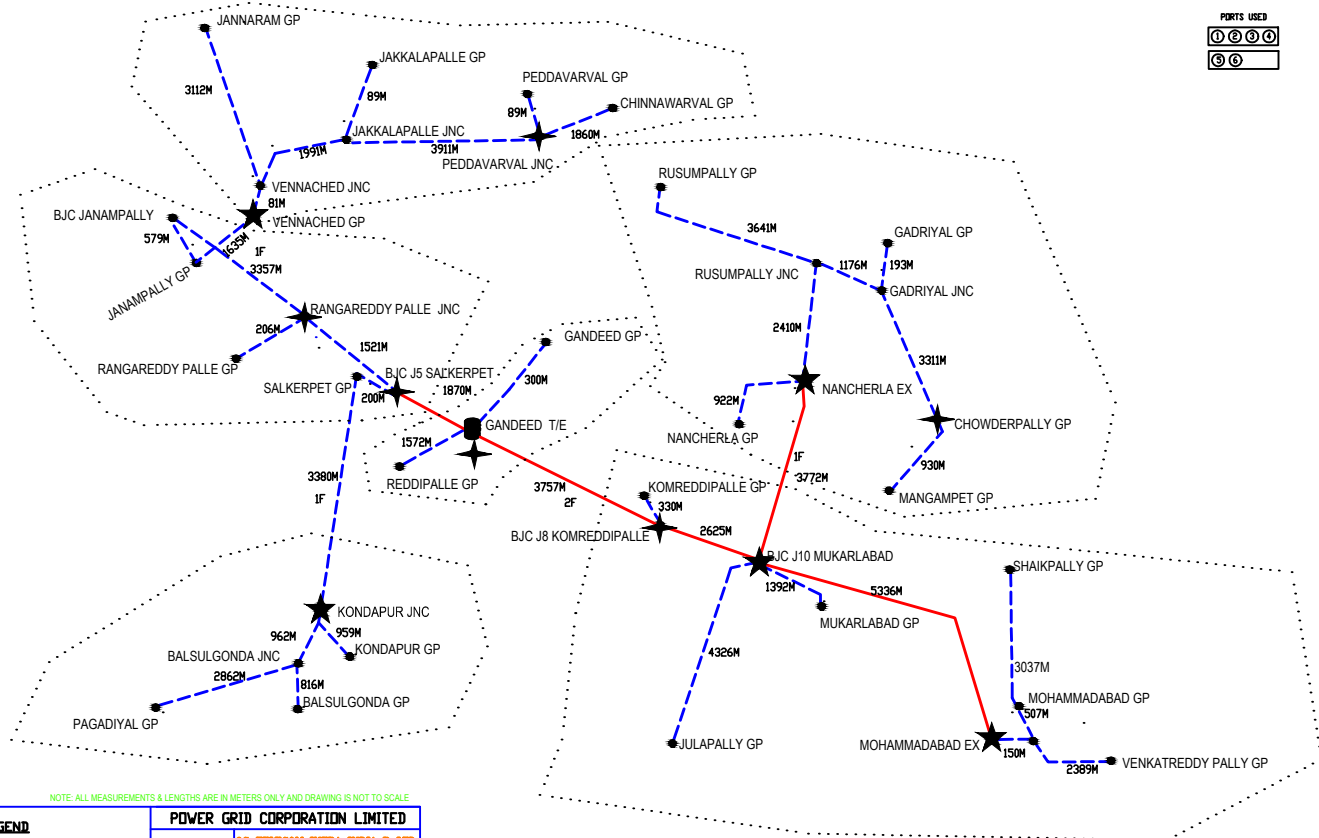 PORTS USED
1 2 3 4
5 6
JANNARAM GP
JAKKALAPALLE GP
PEDDAVARVAL GP
CHINNAWARVAL GP
3112M
89M
89M
1860M
JAKKALAPALLE JNC
1991M
3911M
PEDDAVARVAL JNC
VENNACHED JNC
81M
VENNACHED GP
BJC JANAMPALLY
579M
1635M
1F
3357M
JANAMPALLY GP
RUSUMPALLY GP
3641M
GADRIYAL GP
193M
RUSUMPALLY JNC
1176M
GADRIYAL JNC
2410M
3311M
RANGAREDDY PALLE JNC
206M
1521M
RANGAREDDY PALLE GP
GANDEED GP
300M
SALKERPET GP
BJC J5 SALKERPET
200M
1870M
GANDEED T/E
1572M
REDDIPALLE GP
NANCHERLA EX
922M
NANCHERLA GP
CHOWDERPALLY GP
930M
MANGAMPET GP
3380M
1F
3757M
2F
KOMREDDIPALLE GP
330M
BJC J8 KOMREDDIPALLE
2625M
1F
3772M
BJC J10 MUKARLABAD
1392M
MUKARLABAD GP
5336M
SHAIKPALLY GP
3037M
4326M
JULAPALLY GP
MOHAMMADABAD GP
507M
MOHAMMADABAD EX
150M
2389M
VENKATREDDY PALLY GP
KONDAPUR JNC
962M
959M
KONDAPUR GP
BALSULGONDA JNC
2862M
816M
BALSULGONDA GP
PAGADIYAL GP
NOTE: ALL MEASUREMENTS & LENGTHS ARE IN METERS ONLY AND DRAWING IS NOT TO SCALE
POWER GRID CORPORATION LIMITED